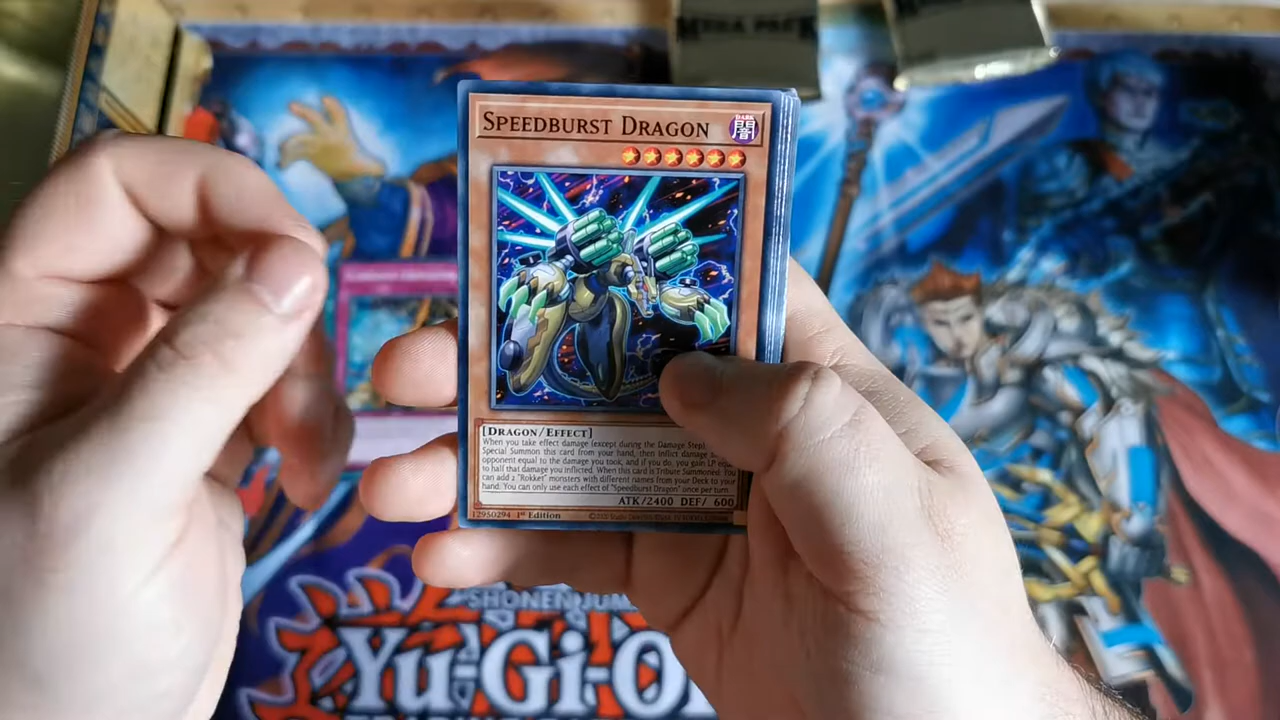 MEGA PACK
SPEEDBURST DRAGON
DARK
闇
[DRAGON/EFFECT]
When you take effect damage (except during the Damage Step)
Special Summon this card from your hand, then inflict damage
opponent equal to the damage you took, and if you do, you gain LP
to half that damage you inflicted. When this card is Tribute Summoned: You
can add 2 "Rokket" monsters with different names from your Deck to your
hand. You can only use each effect of "Speedburst Dragon" once per turn.
ATK/2400 DEF/ 600
12950294 1st Edition
SHONEN JUM
YU-GI-O